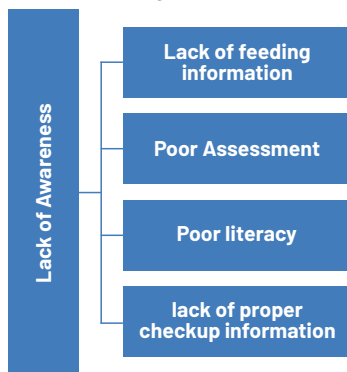 Lack of Awareness
Lack of feeding
information
Poor Assessment
Poor literacy
lack of proper
checkup information